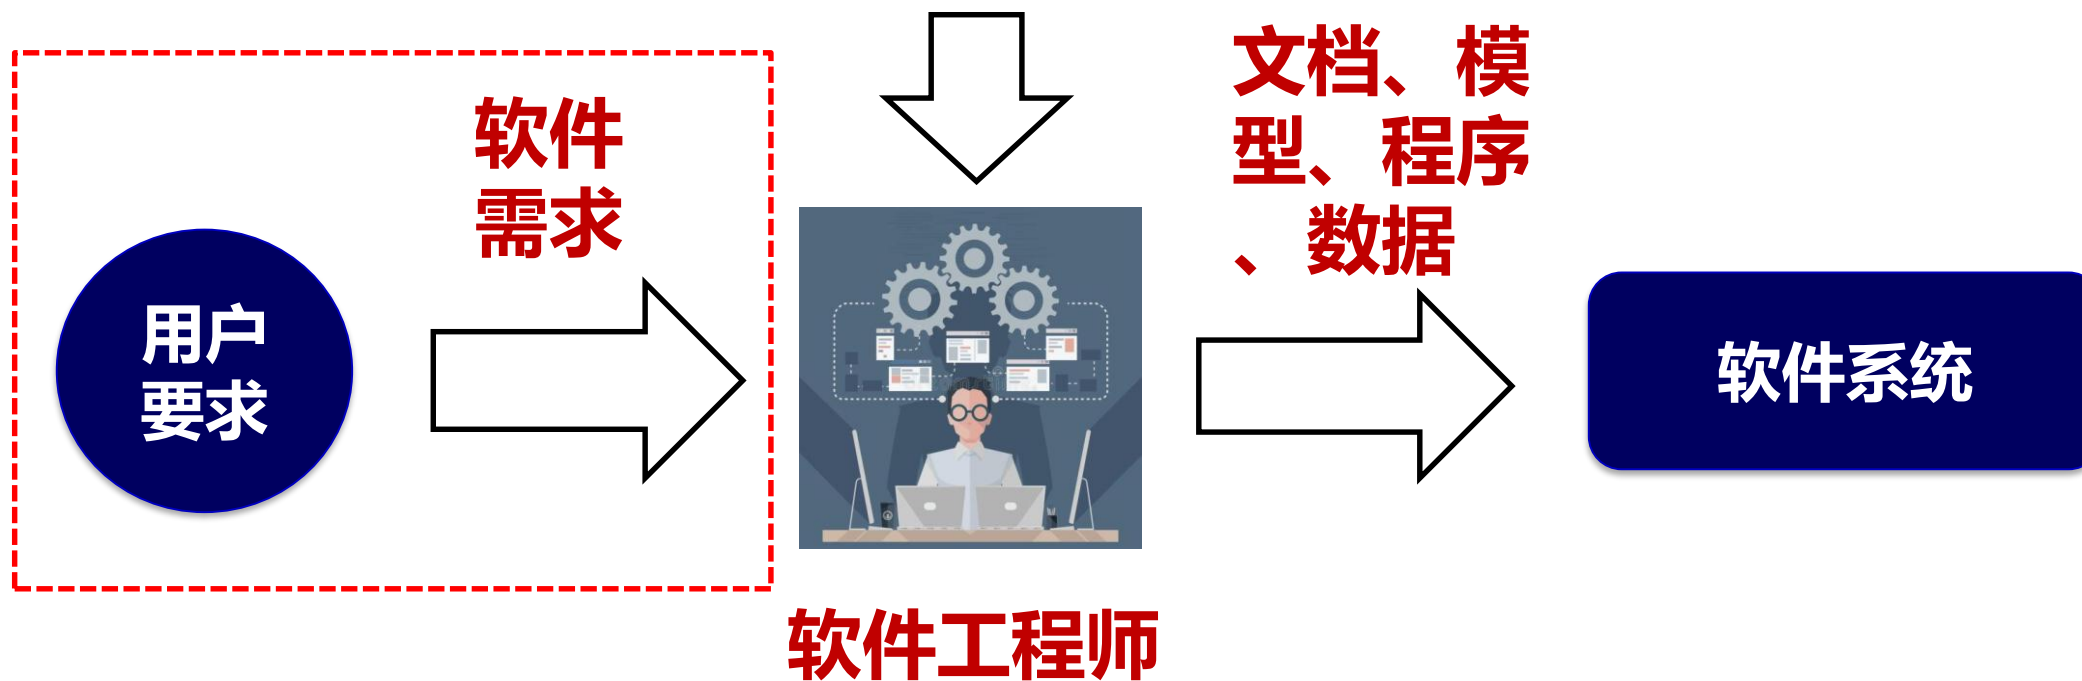 用户
要求
软件
需求
软件工程师
文档、模
型、程序
、数据
软件系统